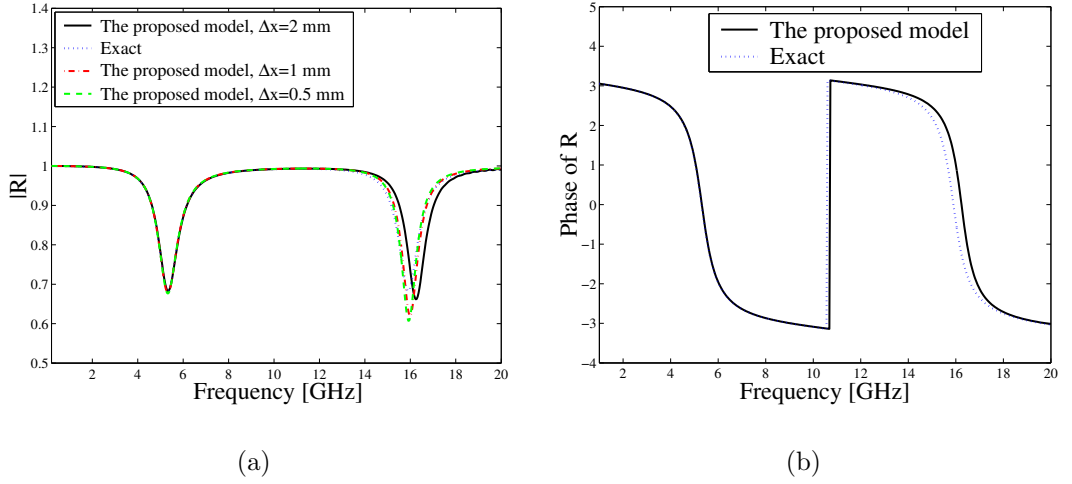 1.4
1.3
1.2
1.1
1
0.9
0.8
0.7
0.6
0.5
|R|
The proposed model, Δx=2 mm
Exact
The proposed model, Δx=1 mm
The proposed model, Δx=0.5 mm
2 4 6 8 10 12 14 16 18 20
Frequency [GHz]
(a)
5
4
3
2
1
0
−1
−2
−3
−4
Phase of R
The proposed model
Exact
2 4 6 8 10 12 14 16 18 20
Frequency [GHz]
(b)